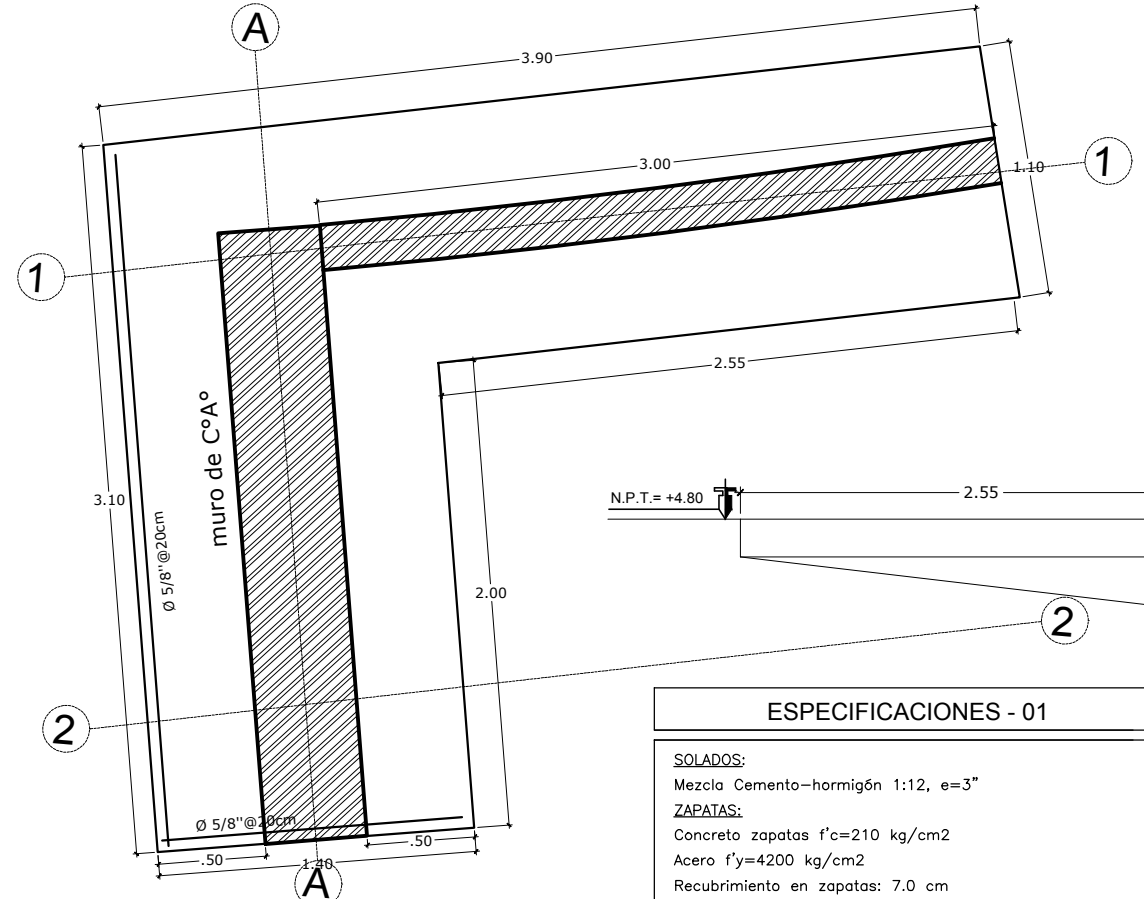 A
3.90
3.00
1
1.10
1
muro de C°A°
2.55
3.10
Ø 5/8''@20cm
2.00
N.P.T.= +4.80
2.55
2
2
Ø 5/8''@20cm
.50
.50
1.40
A
ESPECIFICACIONES - 01
SOLADOS:
Mezcla Cemento-hormigón 1:12, e=3"
ZAPATAS:
Concreto zapatas f'c=210 kg/cm2
Acero f'y=4200 kg/cm2
Recubrimiento en zapatas: 7.0 cm